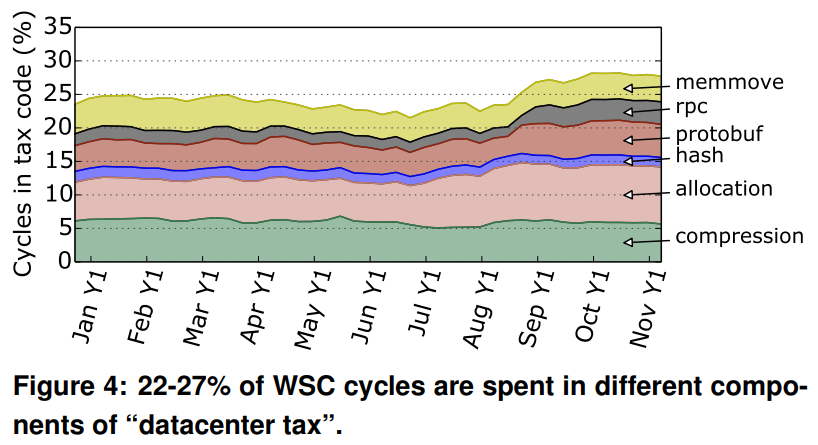 Cycles in tax code (%)
35
30
25
20
15
10
5
0
memmove
rpc
protobuf
hash
allocation
compression
Jan Y1
Feb Y1
Mar Y1
Apr Y1
May Y1
Jun Y1
Jul Y1
Aug Y1
Sep Y1
Oct Y1
Nov Y1
Figure 4: 22-27% of WSC cycles are spent in different compo-
nents of “datacenter tax”.